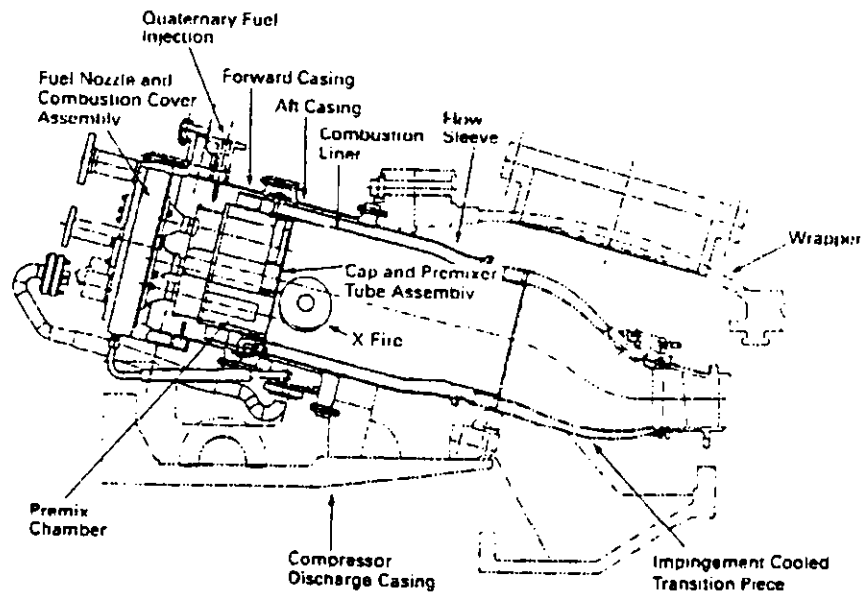 Quaternary Fuel
Injection
Fuel Nozzle and
Combustion Cover
Assembly
Forward Casing
Aft Casing
Combustion
Liner
Flow
Sleeve
Wrapper
Cap and Premixer
Tube Assembly
X Fire
Premix
Chamber
Compressor
Discharge Casing
Impingement Cooled
Transition Piece